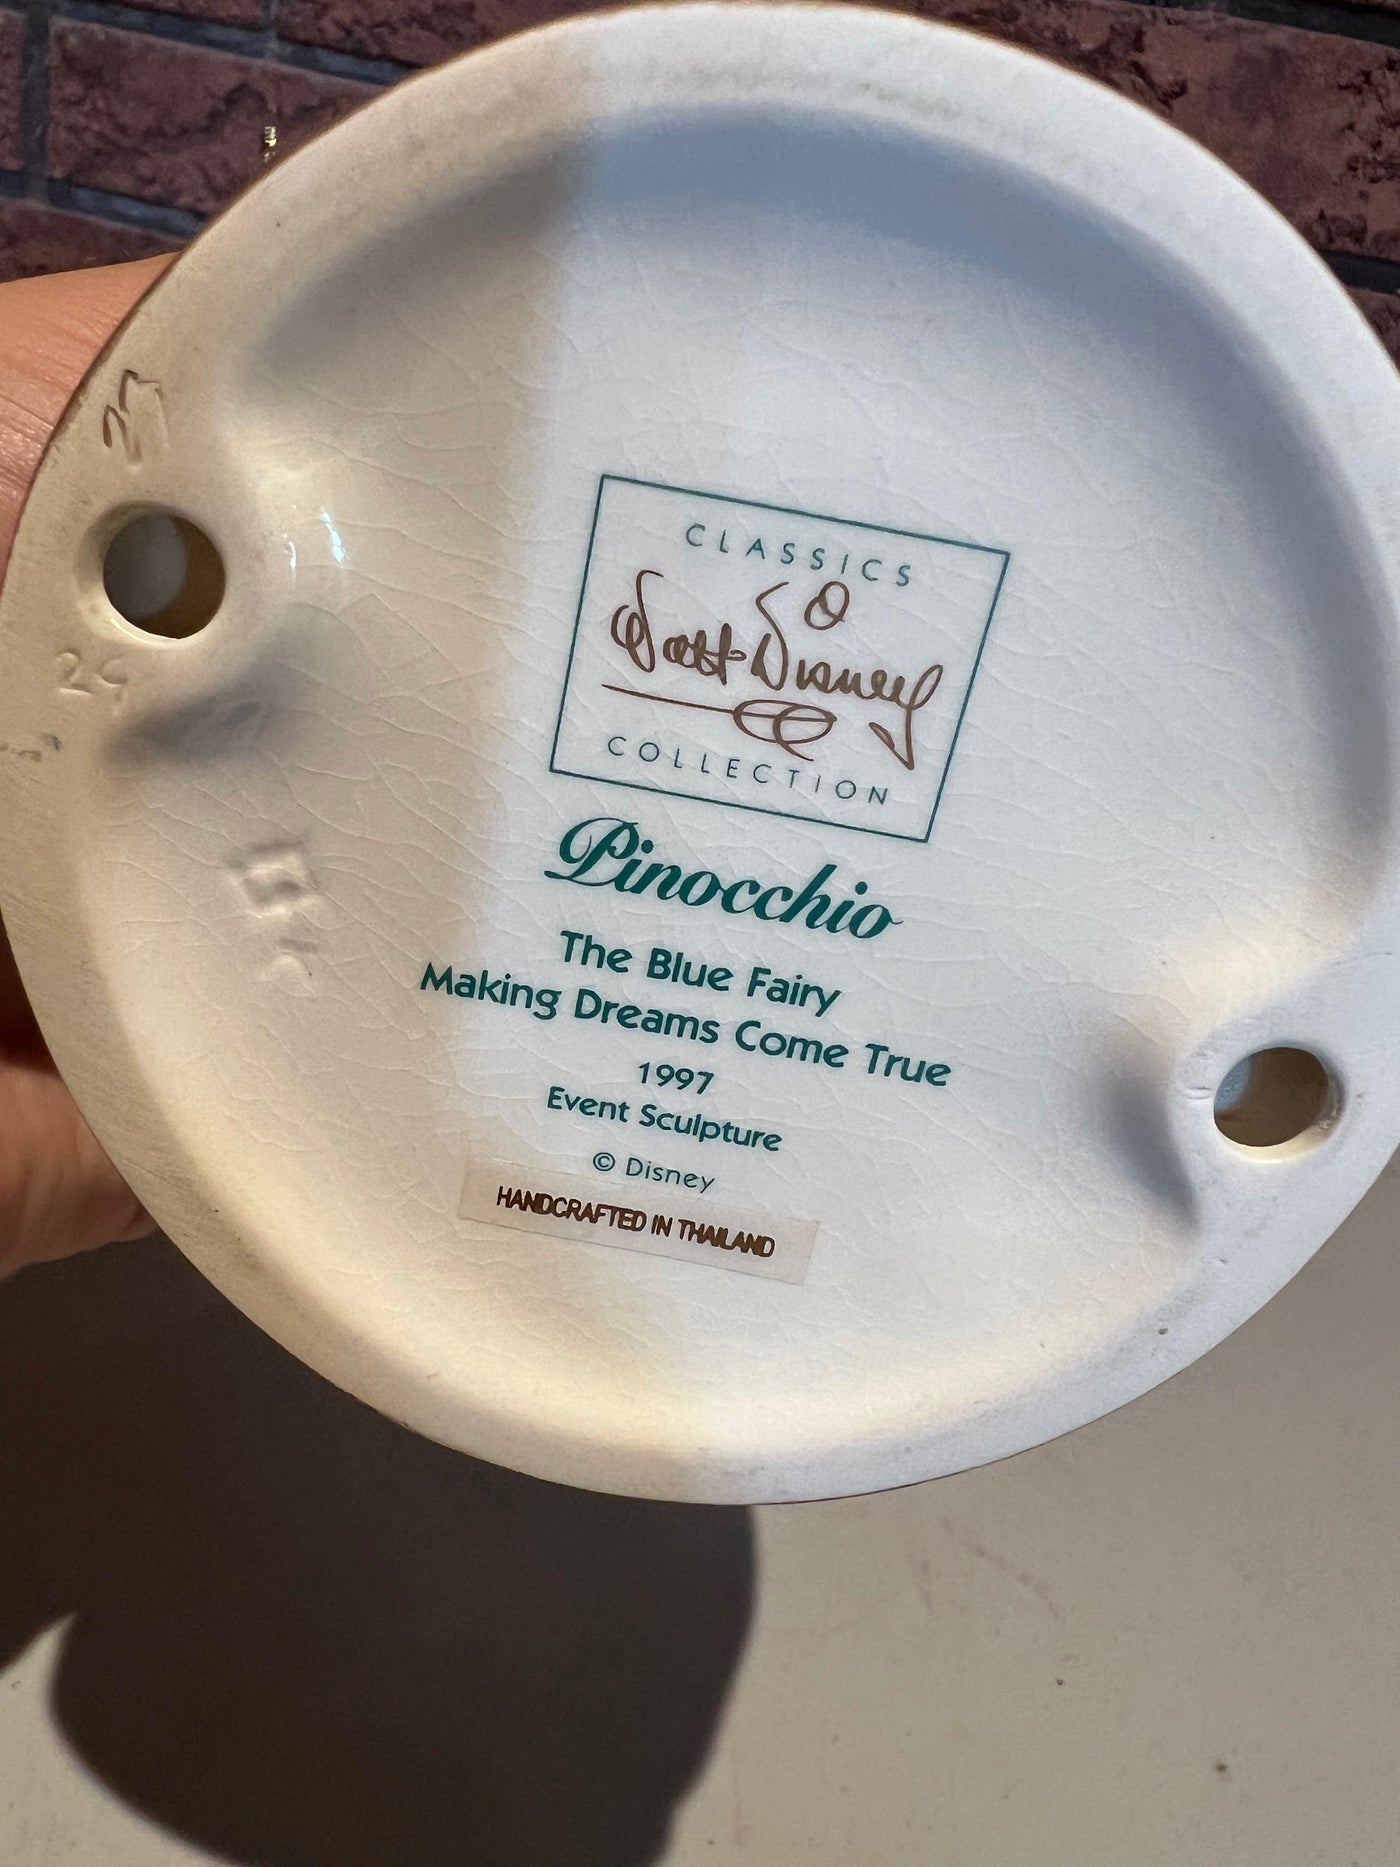 CLASSICS
Walt Disney
COLLECTION
Pinocchio
The Blue Fairy
Making Dreams Come True
1997
Event Sculpture
© Disney
HANDCRAFTED IN THAILAND